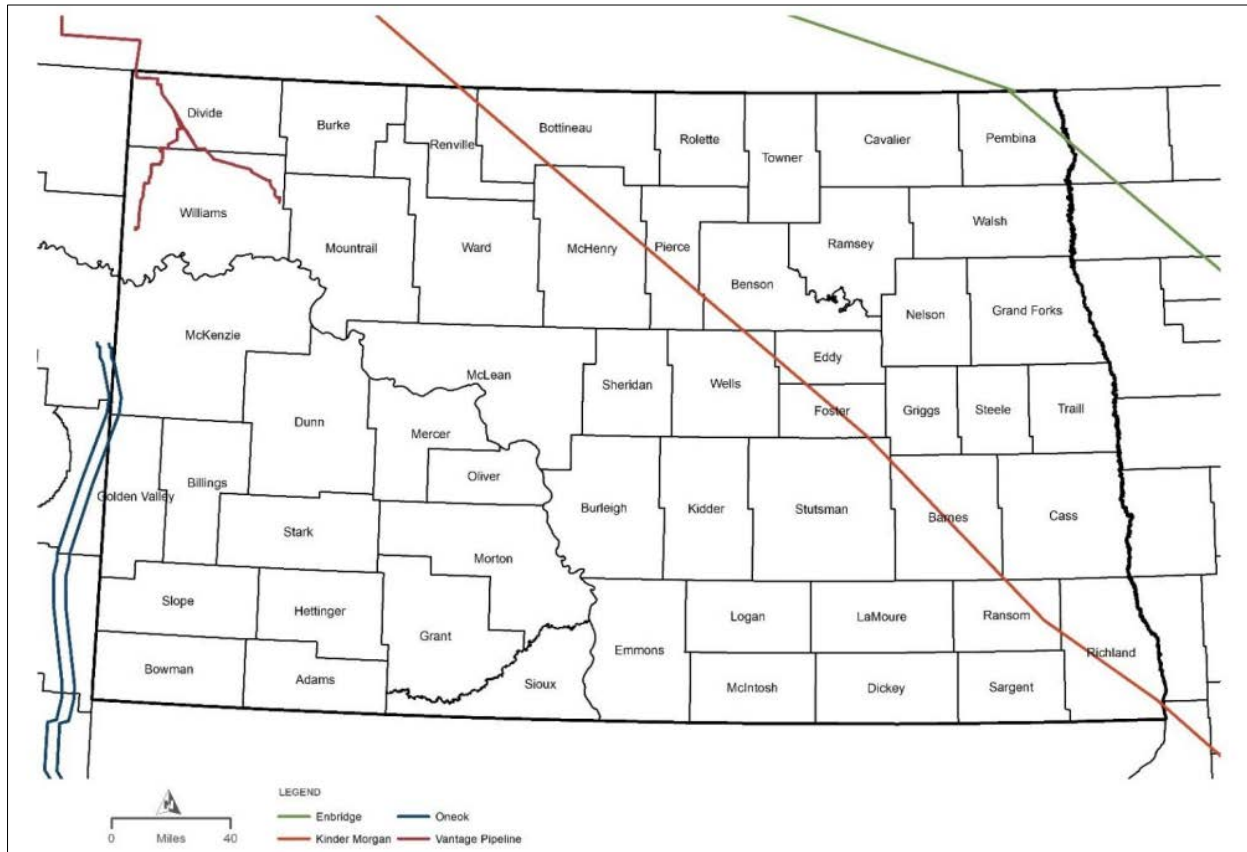 Divide
Burke
Renville
Bottineau
Rolette
Towner
Cavalier
Pembina
Williams
Mountrail
Ward
McHenry
Pierce
Benson
Ramsey
Walsh
McKenzie
Nelson
Grand Forks
McLean
Sheridan
Wells
Eddy
Foster
Griggs
Steele
Traill
Dunn
Mercer
Oliver
Golden Valley
Billings
Stark
Burleigh
Kidder
Stutsman
Barnes
Cass
Morton
Slope
Hettinger
Grant
Logan
LaMoure
Ransom
Richland
Emmons
Bowman
Adams
Sioux
McIntosh
Dickey
Sargent
LEGEND
Enbridge
Oneok
Kinder Morgan
Vantage Pipeline
0 Miles 40